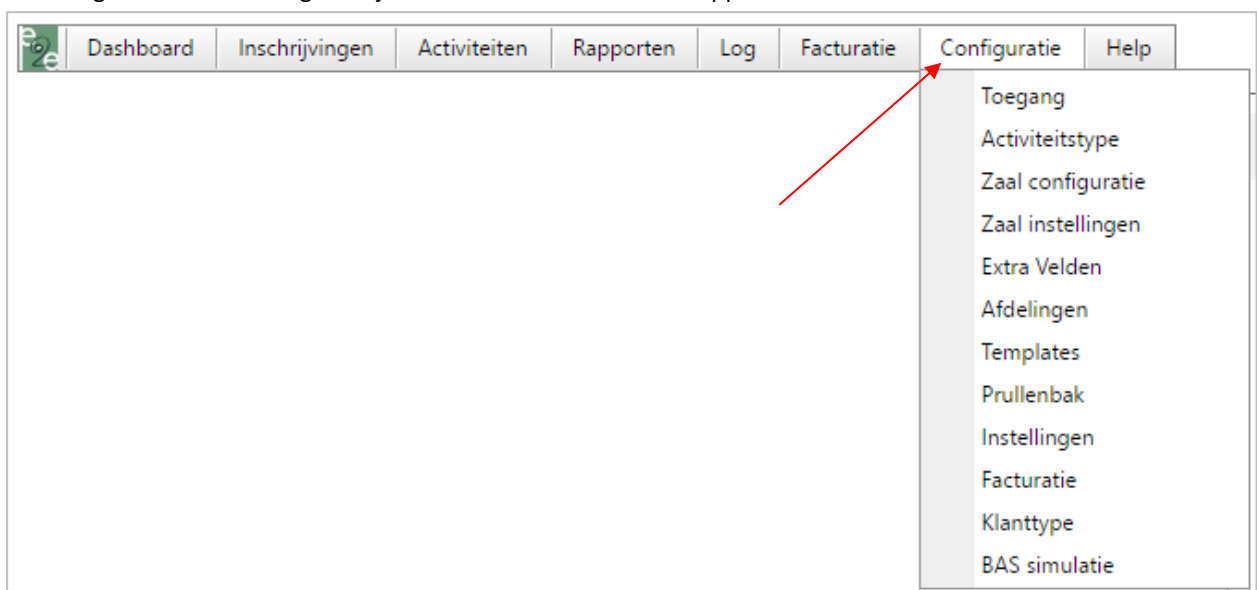 e2e Dashboard Inschrijvingen Activiteiten Rapporten Log Facturatie Configuratie Help
Toegang
Activiteitstype
Zaal configuratie
Zaal instellingen
Extra Velden
Afdelingen
Templates
Prullenbak
Instellingen
Facturatie
Klanttype
BAS simulatie